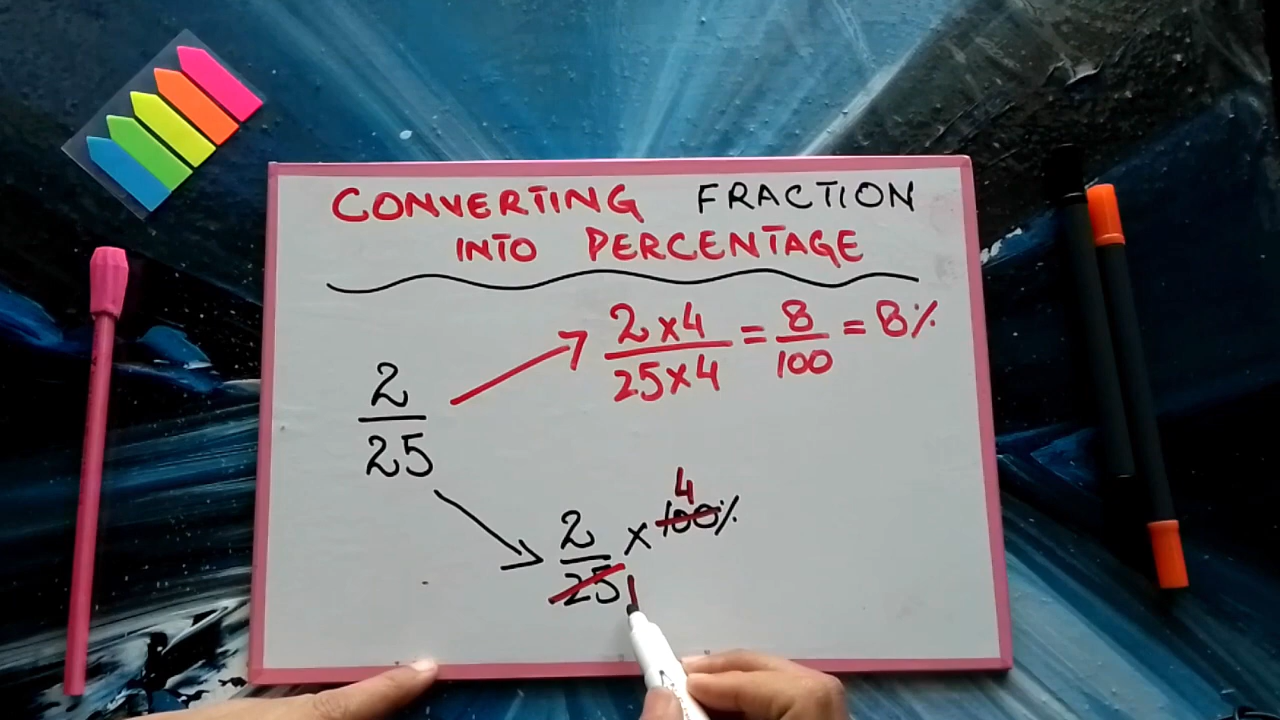 CONVERTING FRACTION
INTO PERCENTAGE
2x4
25x4
=
8
100
= 8%
2
25
4
2
25
x 100%
1